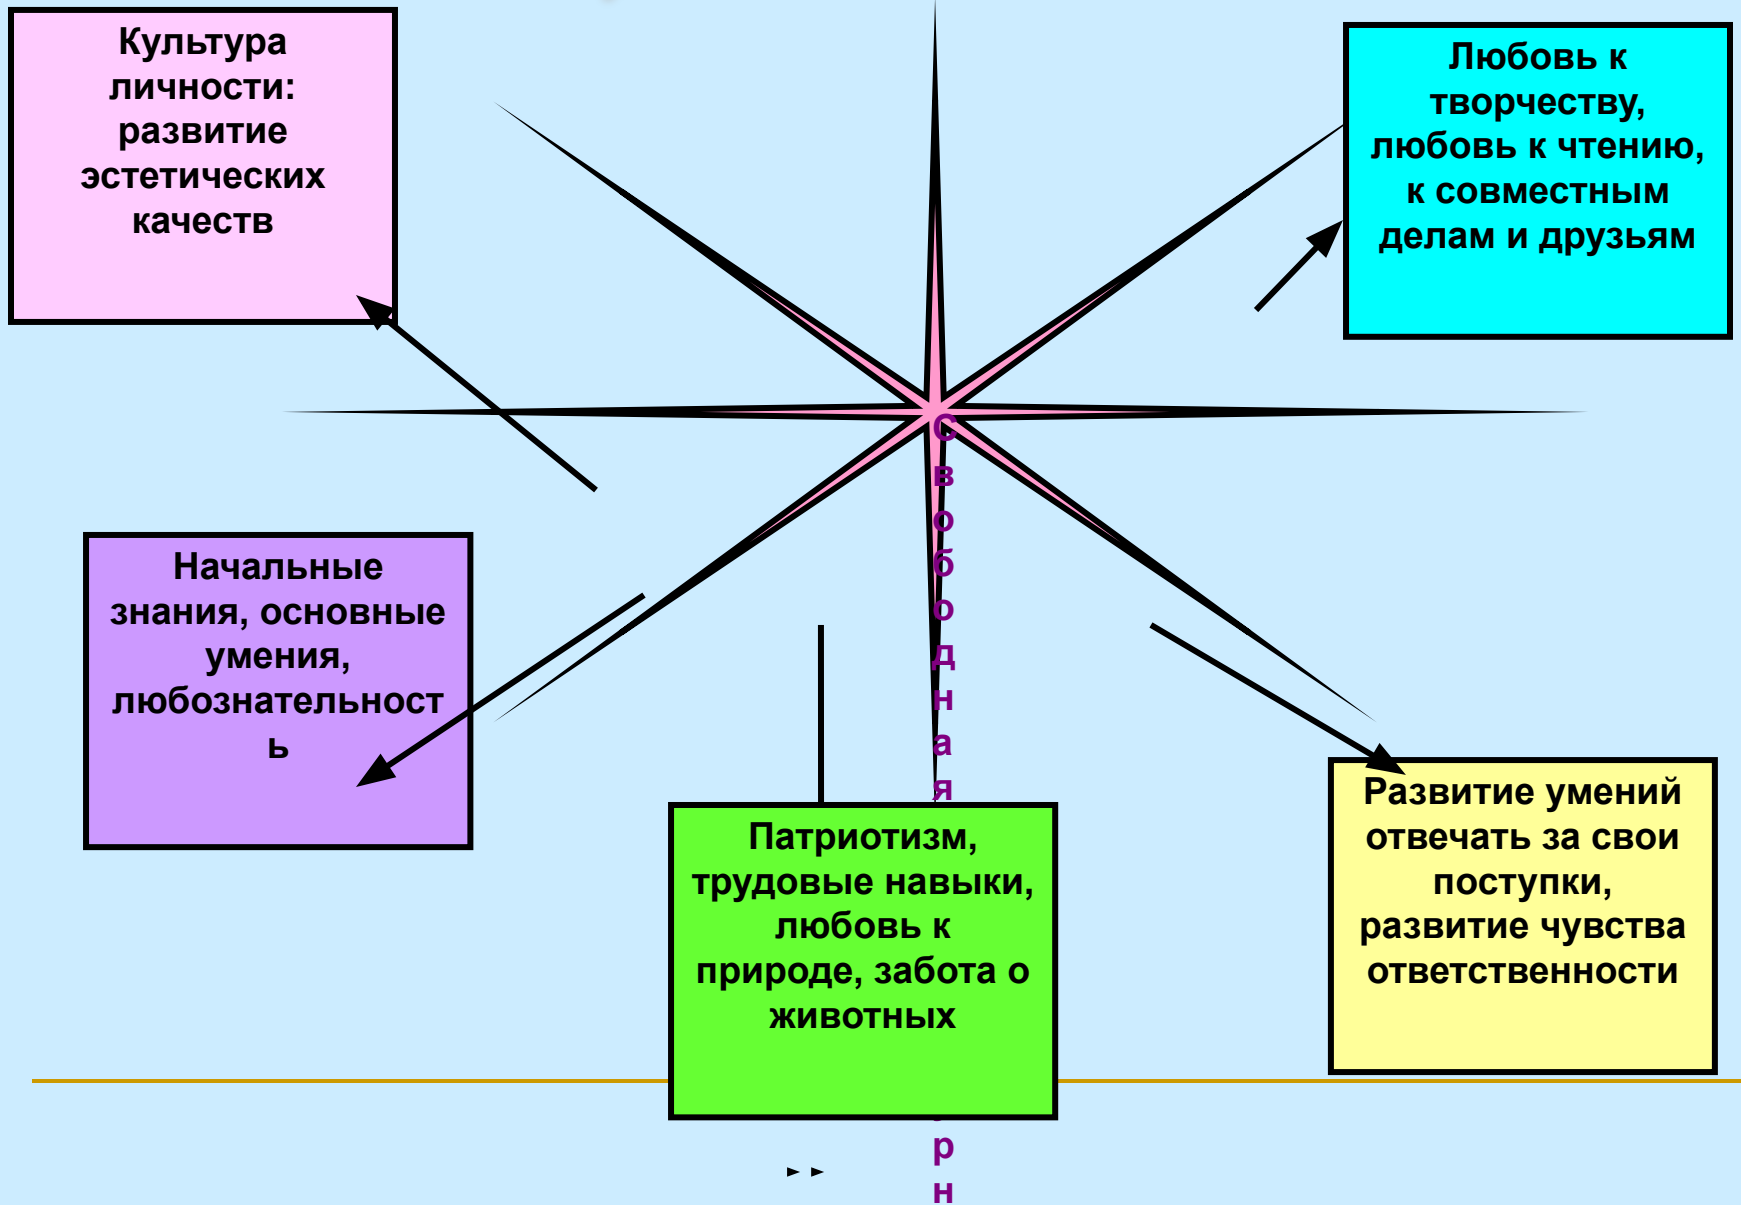 Культура
личности:
развитие
эстетических
качеств
Любовь к
творчеству,
любовь к чтению,
к совместным
делам и друзьям
Свободная
Начальные
знания, основные
умения,
любознательност
ь
Патриотизм,
трудовые навыки,
любовь к
природе, забота о
животных
Развитие умений
отвечать за свои
поступки,
развитие чувства
ответственности
р
н